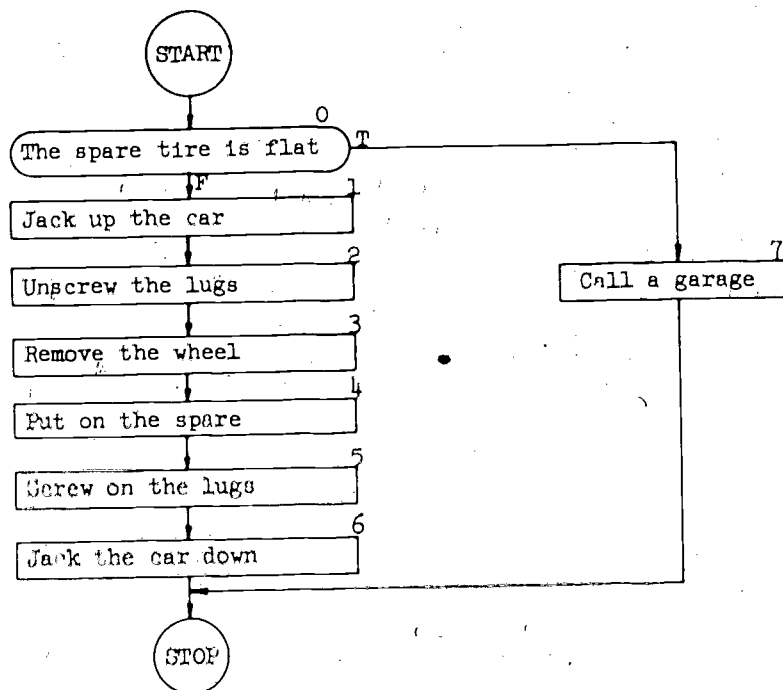 START
0
The spare tire is flat
T
F
1
Jack up the car
2
Unscrew the lugs
7
Call a garage
3
Remove the wheel
4
Put on the spare
5
Screw on the lugs
6
Jack the car down
STOP